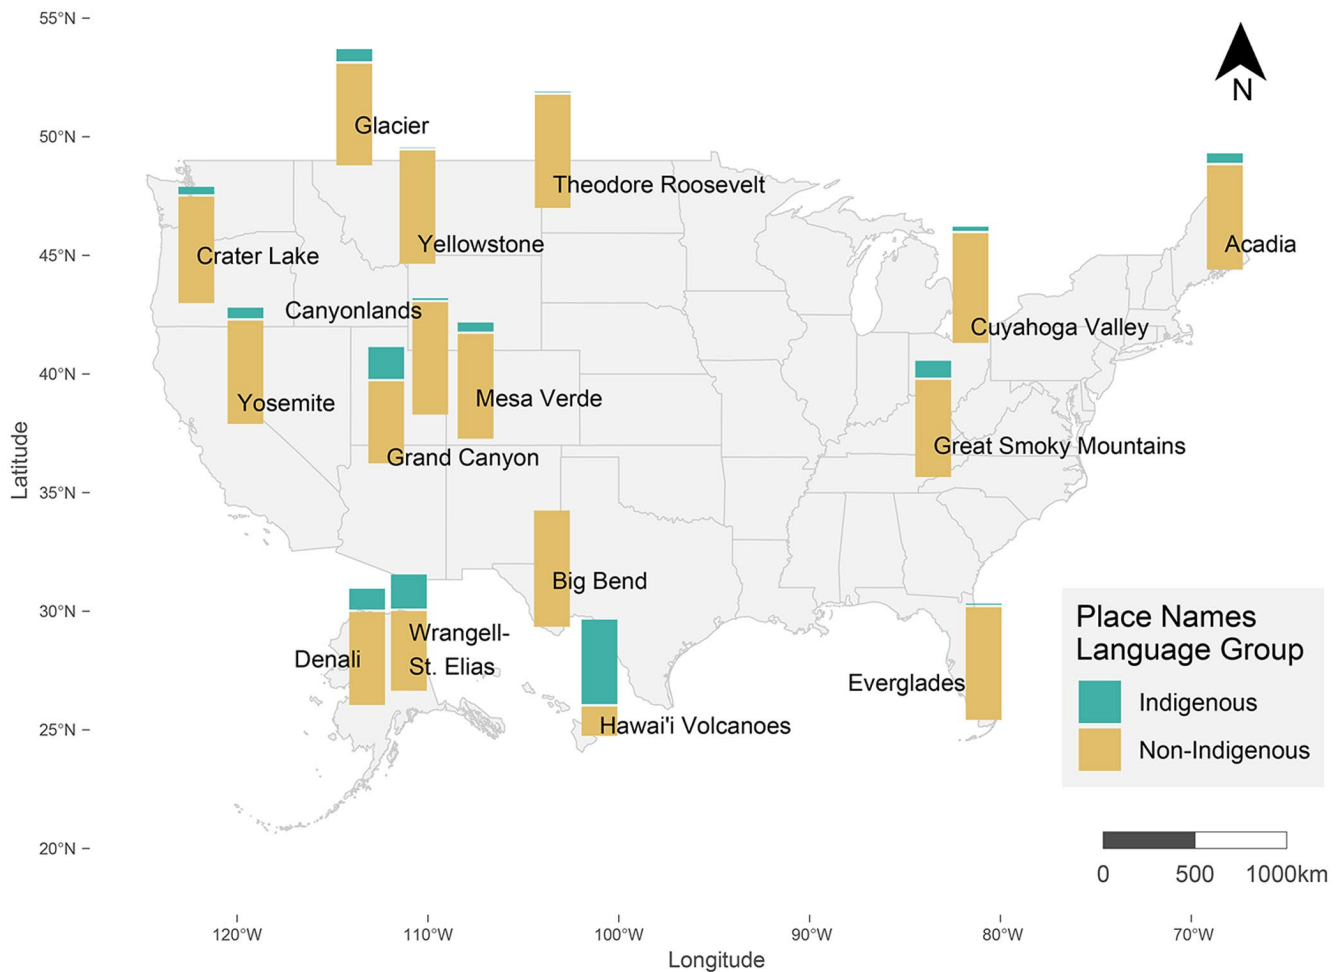 55°N
N
50°N
Glacier
Theodore Roosevelt
Yellowstone
45°N
Crater Lake
Acadia
Canyonlands
Cuyahoga Valley
40°N
Yosemite
Mesa Verde
Grand Canyon
Great Smoky Mountains
Latitude
35°N
Big Bend
30°N
Denali
Wrangell-
St. Elias
Everglades
25°N
Hawai'i Volcanoes
20°N
Place Names
Language Group
Indigenous
Non-Indigenous
0 500 1000km
120°W 110°W 100°W 90°W 80°W 70°W
Longitude